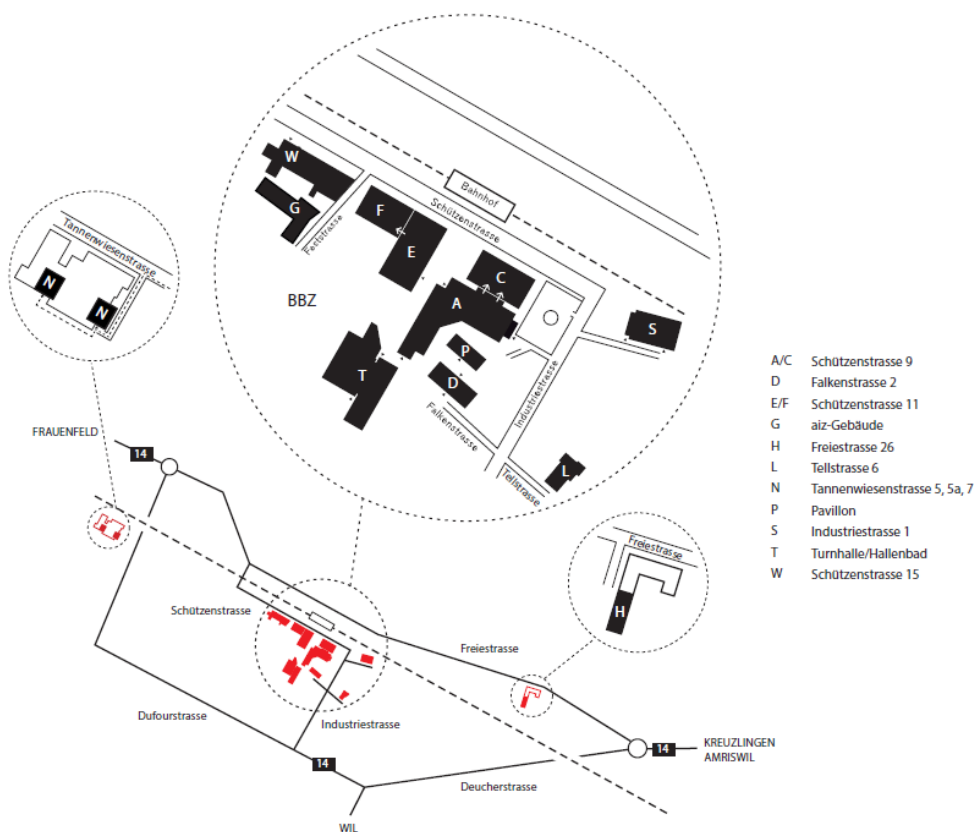 Bahnhof
Schützenstrasse
W
G
Feststrasse
F
E
C
A
BBZ
S
P
T
D
Falkenstrasse
Industriestrasse
Tellstrasse
L
Tannenwiesenstrasse
N
N
FRAUENFELD
14
Schützenstrasse
Freiestrasse
H
Freiestrasse
Dufourstrasse
Industriestrasse
14
14
KREUZLINGEN
AMRISWIL
Deucherstrasse
WIL
A/C Schützenstrasse 9
D Falkenstrasse 2
E/F Schützenstrasse 11
G aiz-Gebäude
H Freiestrasse 26
L Tellstrasse 6
N Tannenwiesenstrasse 5, 5a, 7
P Pavillon
S Industriestrasse 1
T Turnhalle/Hallenbad
W Schützenstrasse 15